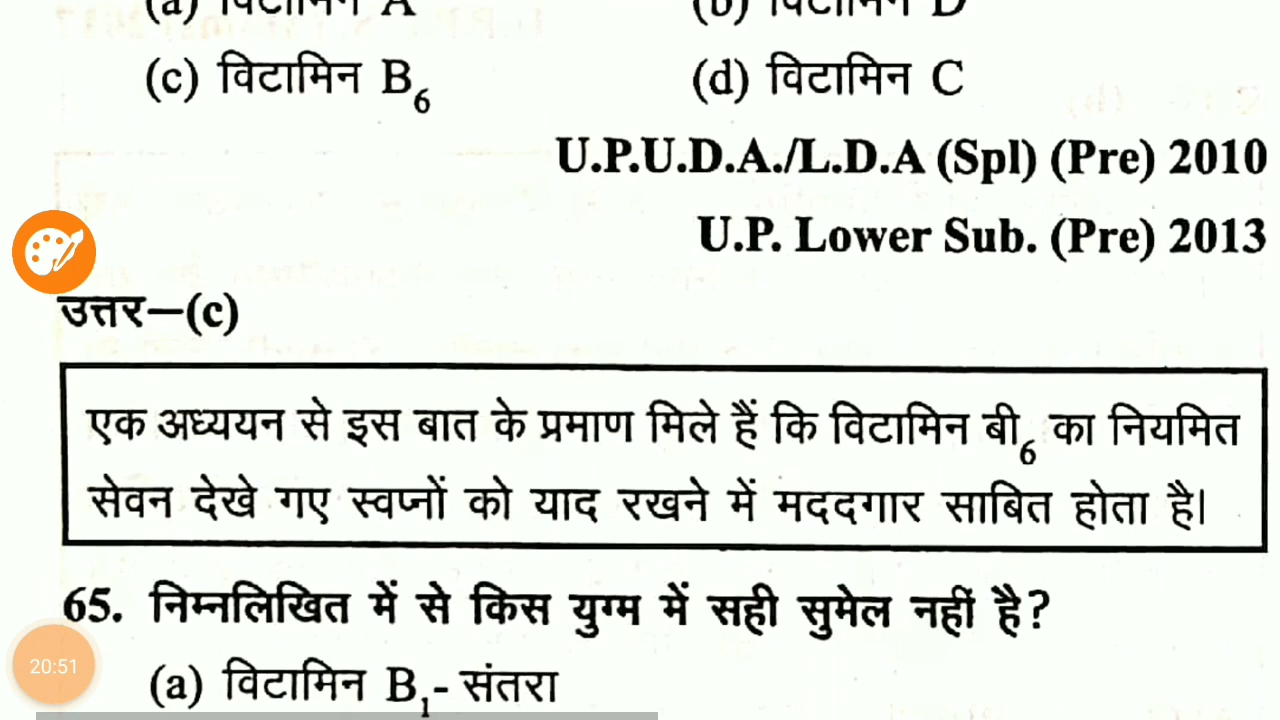 (a) विटामिन A (b) विटामिन D
(c) विटामिन B₆ (d) विटामिन C
U.P.U.D.A./L.D.A (Spl) (Pre) 2010
U.P. Lower Sub. (Pre) 2013
उत्तर—(c)
एक अध्ययन से इस बात के प्रमाण मिले हैं कि विटामिन बी₆ का नियमित
सेवन देखे गए स्वप्नों को याद रखने में मददगार साबित होता है।
65. निम्नलिखित में से किस युग्म में सही सुमेल नहीं है?
20:51
(a) विटामिन B₁- संतरा